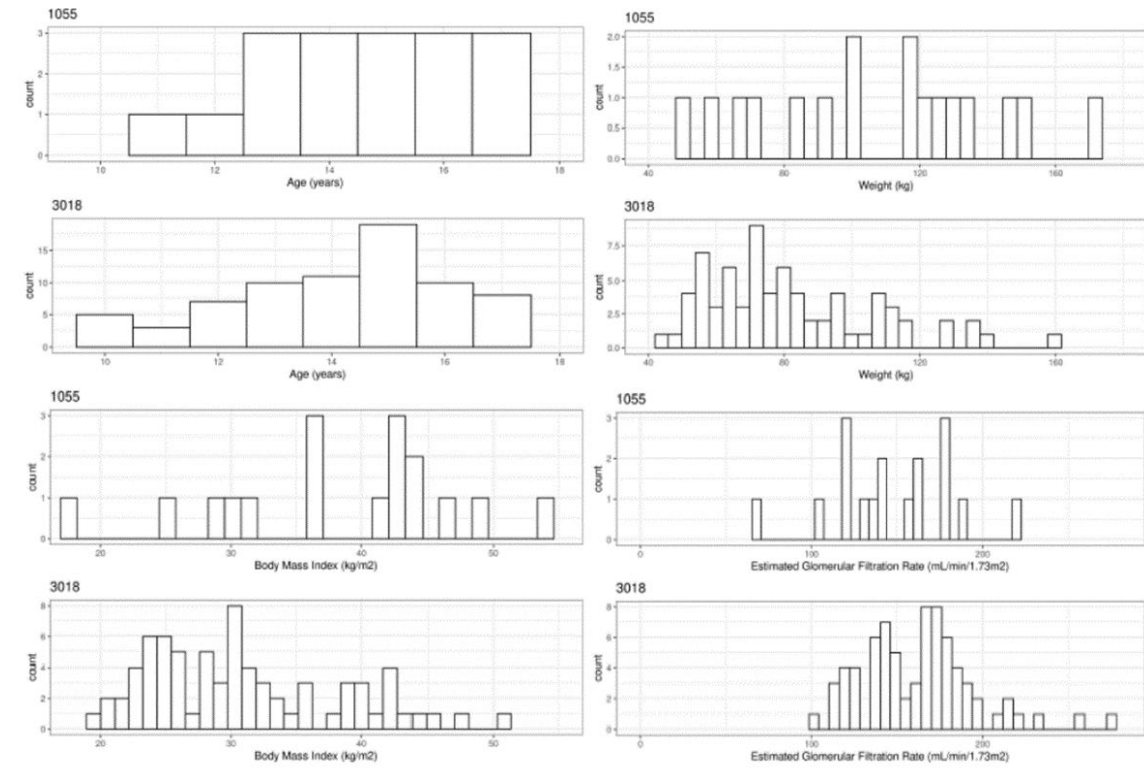 1055
3
2
1
0
count
10 12 14 16 18
Age (years)
1055
2.0
1.5
1.0
0.5
0.0
count
40 80 120 160
Weight (kg)
3018
15
10
5
0
count
10 12 14 16 18
Age (years)
3018
7.5
5.0
2.5
0.0
count
40 80 120 160
Weight (kg)
1055
3
2
1
0
count
20 30 40 50
Body Mass Index (kg/m2)
1055
3
2
1
0
count
0 100 200
Estimated Glomerular Filtration Rate (mL/min/1.73m2)
3018
8
6
4
2
0
count
20 30 40 50
Body Mass Index (kg/m2)
3018
8
6
4
2
0
count
0 100 200
Estimated Glomerular Filtration Rate (mL/min/1.73m2)